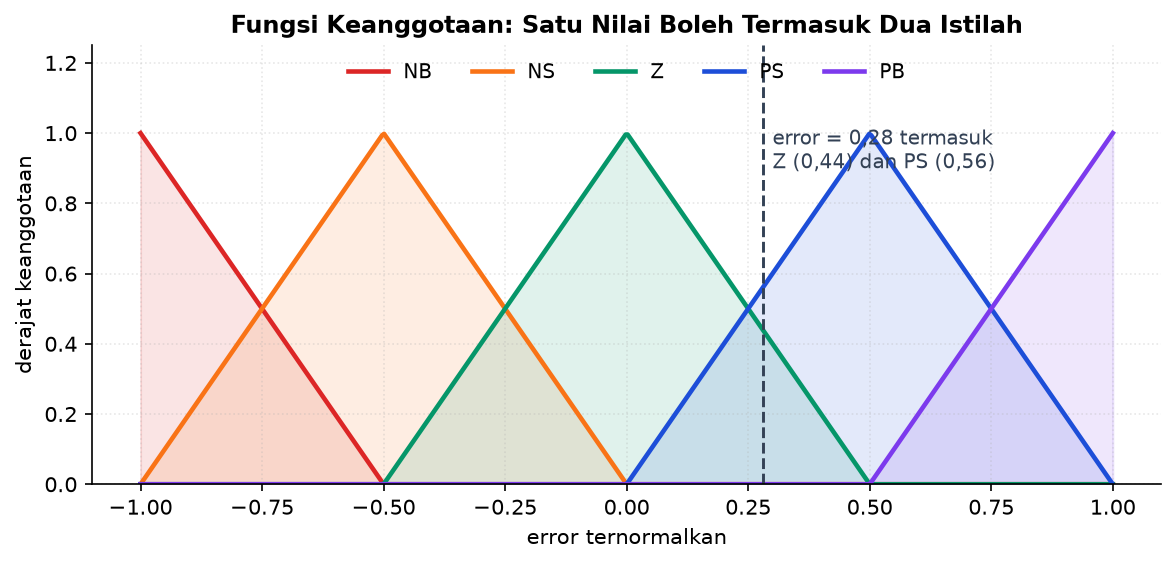 Fungsi Keanggotaan: Satu Nilai Boleh Termasuk Dua Istilah
NB NS Z PS PB
error = 0,28 termasuk
Z (0,44) dan PS (0,56)
derajat keanggotaan
1.2
1.0
0.8
0.6
0.4
0.2
0.0
−1.00 −0.75 −0.50 −0.25 0.00 0.25 0.50 0.75 1.00
error ternormalkan